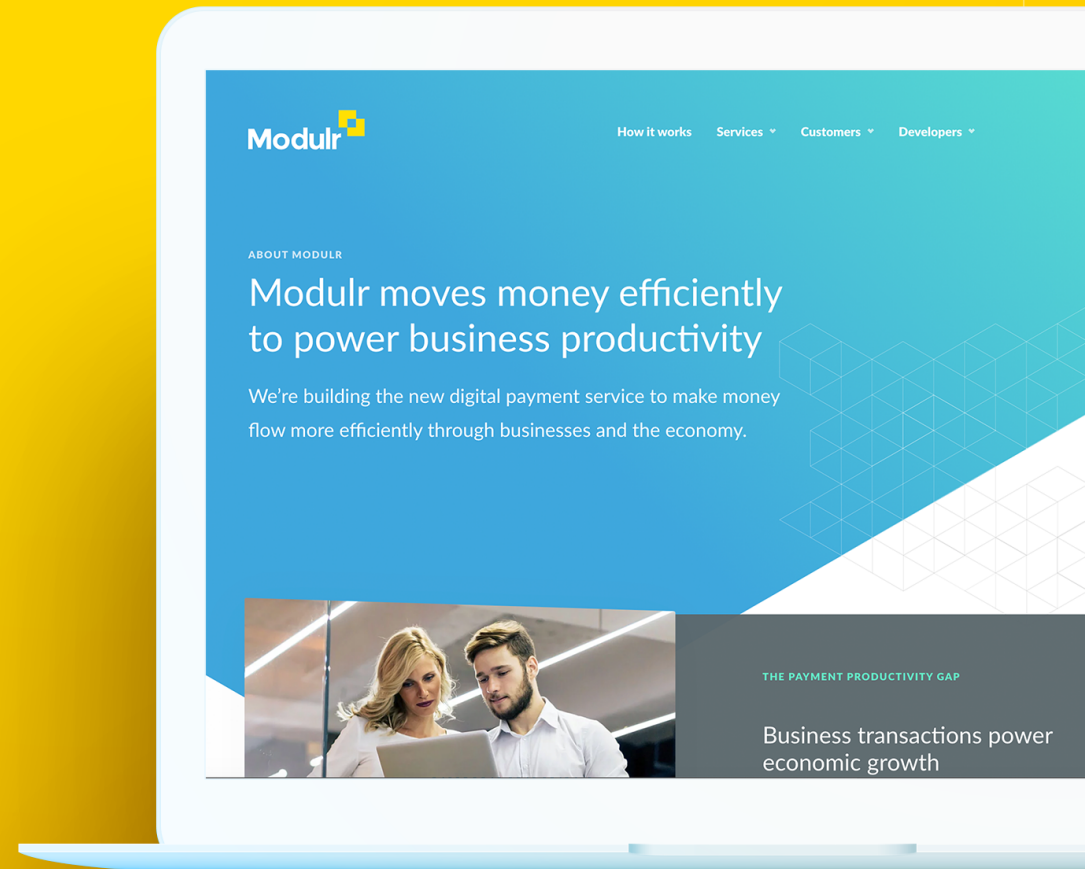 Modulr
How it works
Services
Customers
Developers
ABOUT MODULR
Modulr moves money efficiently
to power business productivity
We're building the new digital payment service to make money
flow more efficiently through businesses and the economy.
THE PAYMENT PRODUCTIVITY GAP
Business transactions power
economic growth